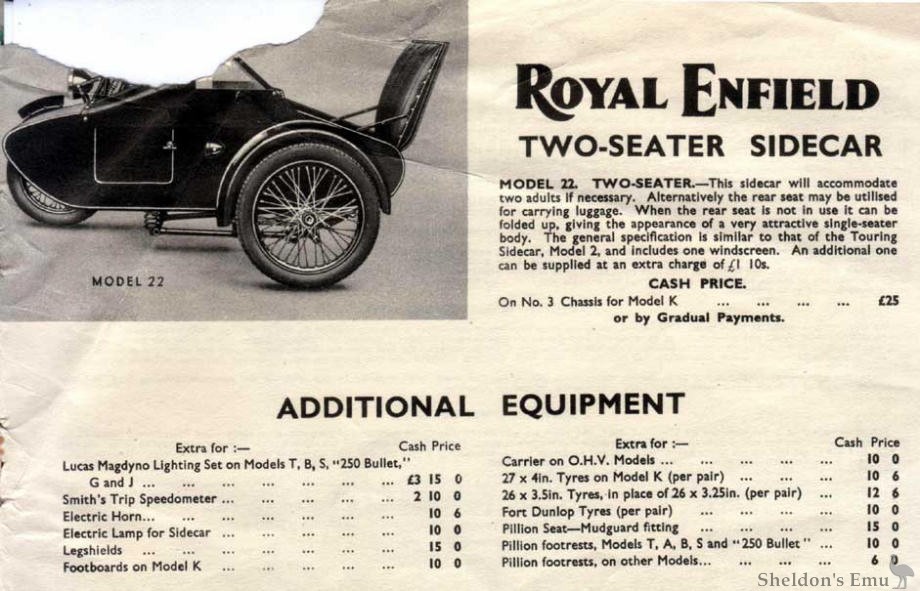 ROYAL ENFIELD
TWO-SEATER SIDECAR
MODEL 22. TWO-SEATER.—This sidecar will accommodate
two adults if necessary. Alternatively the rear seat may be utilised
for carrying luggage. When the rear seat is not in use it can be
folded up, giving the appearance of a very attractive single-seater
body. The general specification is similar to that of the Touring
Sidecar, Model 2, and includes one windscreen. An additional one
can be supplied at an extra charge of £1 10s.
CASH PRICE.
On No. 3 Chassis for Model K ... ... ... ... £25
or by Gradual Payments.
MODEL 22
ADDITIONAL EQUIPMENT
Extra for :— Cash Price
Lucas Magdyno Lighting Set on Models T, B, S, "250 Bullet,"
G and J ... ... ... ... ... ... ... £3 15 0
Smith's Trip Speedometer ... ... ... ... ... 2 10 0
Electric Horn... ... ... ... ... ... ... 10 6
Electric Lamp for Sidecar ... ... ... ... ... 10 0
Legshields ... ... ... ... ... ... ... 15 0
Footboards on Model K ... ... ... ... ... 10 0
Extra for :— Cash Price
Carrier on O.H.V. Models ... ... ... ... ... 10 0
27 x 4in. Tyres on Model K (per pair) ... ... ... 10 6
26 x 3.5in. Tyres, in place of 26 x 3.25in. (per pair) ... 12 6
Fort Dunlop Tyres (per pair) ... ... ... ... 10 0
Pillion Seat—Mudguard fitting ... ... ... ... 15 0
Pillion footrests, Models T, A, B, S and "250 Bullet" ... 10 0
Pillion footrests, on other Models... ... ... ... 6 0
Sheldon's Emu